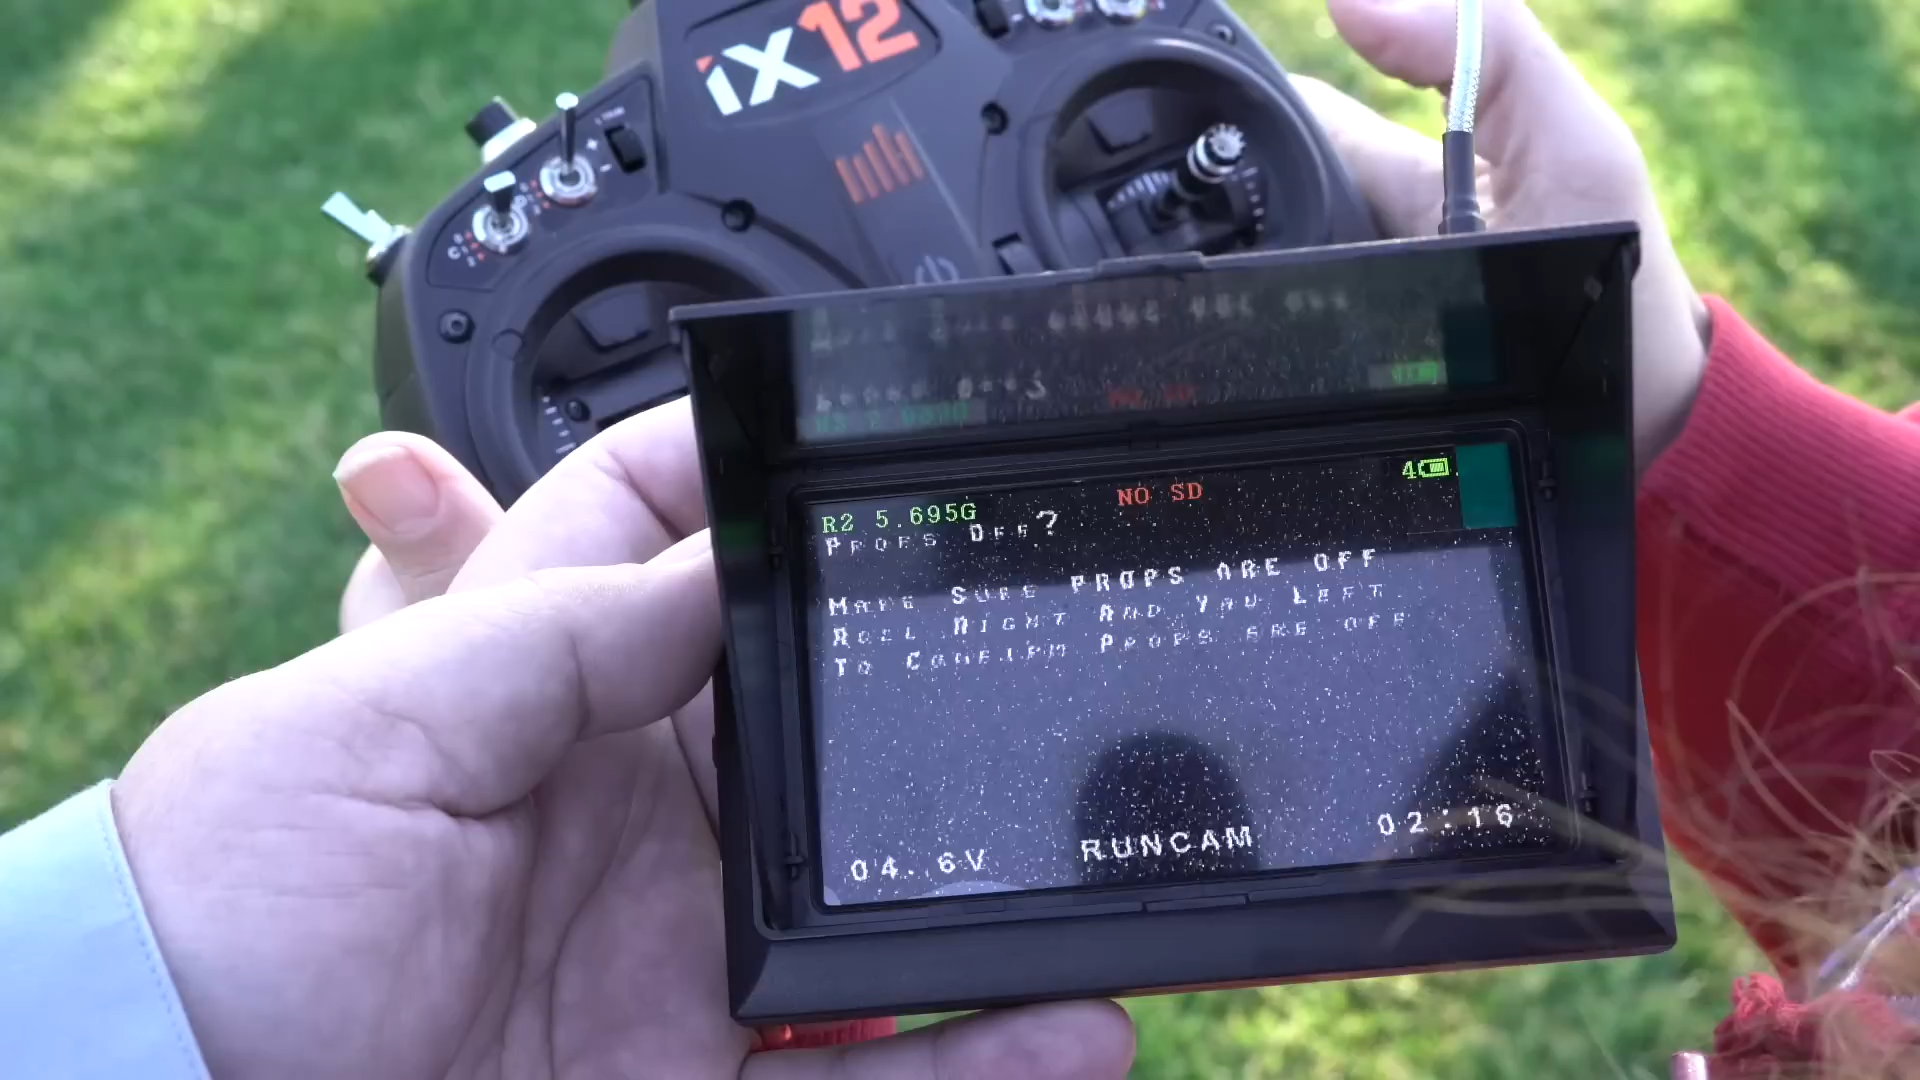 iX12
R2 5.695G
NO SD
4
Props Off?
Make Sure PROPS ARE OFF
Roll Right And Yau Left
To Confirm Props are off
04.6V
RUNCAM
02:16